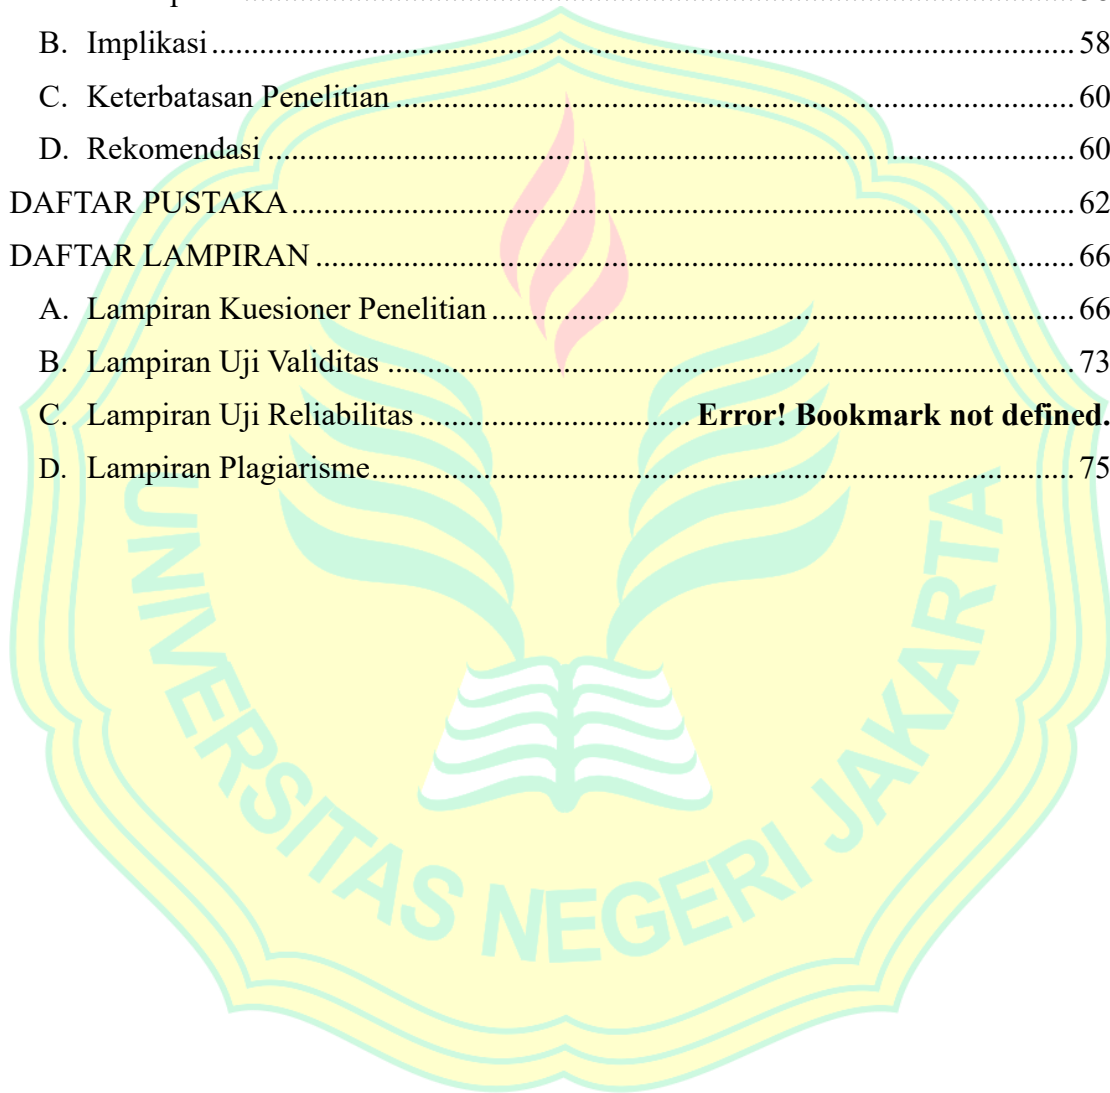 B. Implikasi ........ 58
C. Keterbatasan Penelitian ........ 60
D. Rekomendasi ........ 60
DAFTAR PUSTAKA ........ 62
DAFTAR LAMPIRAN ........ 66
A. Lampiran Kuesioner Penelitian ........ 66
B. Lampiran Uji Validitas ........ 73
C. Lampiran Uji Reliabilitas ........ Error! Bookmark not defined.
D. Lampiran Plagiarisme ........ 75
UNIVERSITAS NEGERI JAKARTA